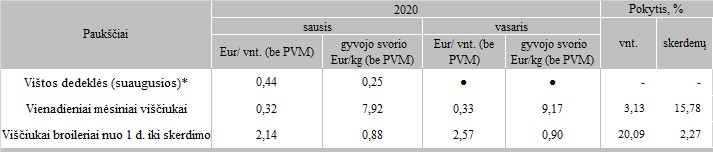 Paukščiai 2020 Pokytis, %
sausis vasaris
Eur/ vnt. (be PVM) gyvojo svorio Eur/kg (be PVM) Eur/ vnt. (be PVM) gyvojo svorio Eur/kg (be PVM) vnt. skerdenų
Vištos dedeklės (suaugusios)* 0,44 0,25 ● ● - -
Vienadieniai mėsiniai viščiukai 0,32 7,92 0,33 9,17 3,13 15,78
Viščiukai broileriai nuo 1 d. iki skerdimo 2,14 0,88 2,57 0,90 20,09 2,27